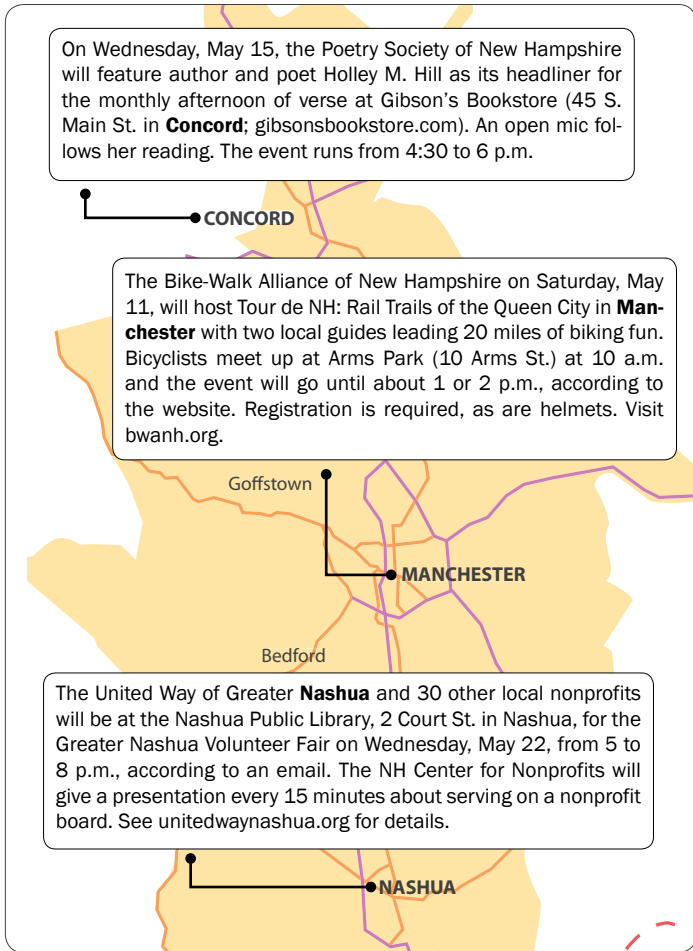 On Wednesday, May 15, the Poetry Society of New Hampshire
will feature author and poet Holley M. Hill as its headliner for
the monthly afternoon of verse at Gibson’s Bookstore (45 S.
Main St. in Concord; gibsonsbookstore.com). An open mic fol-
lows her reading. The event runs from 4:30 to 6 p.m.
CONCORD
The Bike-Walk Alliance of New Hampshire on Saturday, May
11, will host Tour de NH: Rail Trails of the Queen City in Man-
chester with two local guides leading 20 miles of biking fun.
Bicyclists meet up at Arms Park (10 Arms St.) at 10 a.m.
and the event will go until about 1 or 2 p.m., according to
the website. Registration is required, as are helmets. Visit
bwanh.org.
Goffstown
MANCHESTER
Bedford
The United Way of Greater Nashua and 30 other local nonprofits
will be at the Nashua Public Library, 2 Court St. in Nashua, for the
Greater Nashua Volunteer Fair on Wednesday, May 22, from 5 to
8 p.m., according to an email. The NH Center for Nonprofits will
give a presentation every 15 minutes about serving on a nonprofit
board. See unitedwaynashua.org for details.
NASHUA